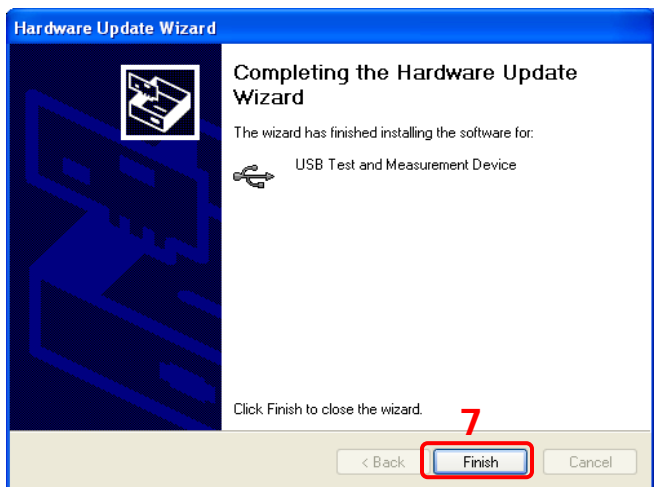 Hardware Update Wizard
Completing the Hardware Update
Wizard
The wizard has finished installing the software for:
USB Test and Measurement Device
Click Finish to close the wizard.
7
< Back
Finish
Cancel